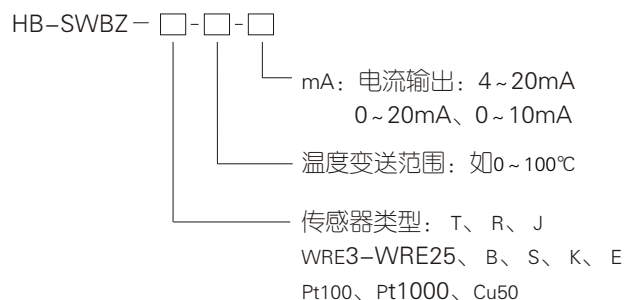 HB-SWBZ-□-□-□
mA：电流输出：4~20mA
0~20mA、0~10mA
温度变送范围：如0~100℃
传感器类型：T、R、J
WRE3-WRE25、B、S、K、E
Pt100、Pt1000、Cu50